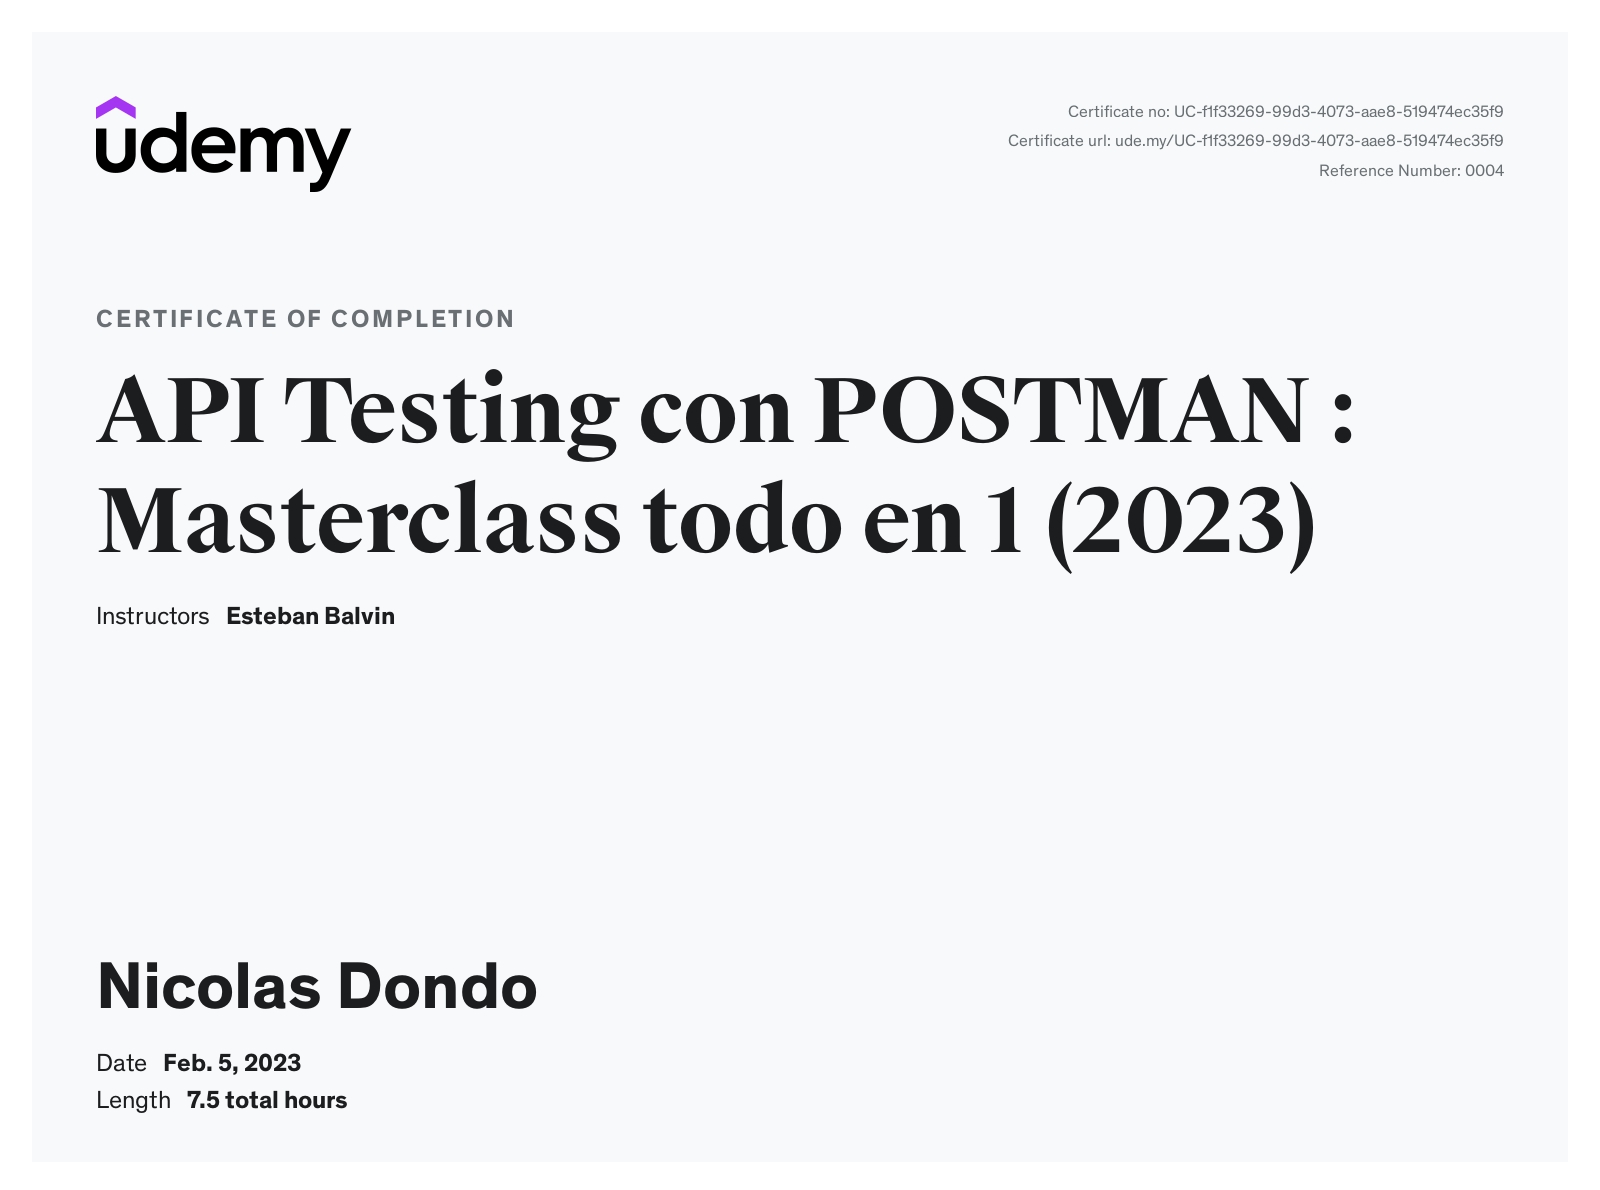 udemy
Certificate no: UC-f1f33269-99d3-4073-aae8-519474ec35f9
Certificate url: ude.my/UC-f1f33269-99d3-4073-aae8-519474ec35f9
Reference Number: 0004
CERTIFICATE OF COMPLETION
API Testing con POSTMAN :
Masterclass todo en 1 (2023)
Instructors Esteban Balvin
Nicolas Dondo
Date Feb. 5, 2023
Length 7.5 total hours